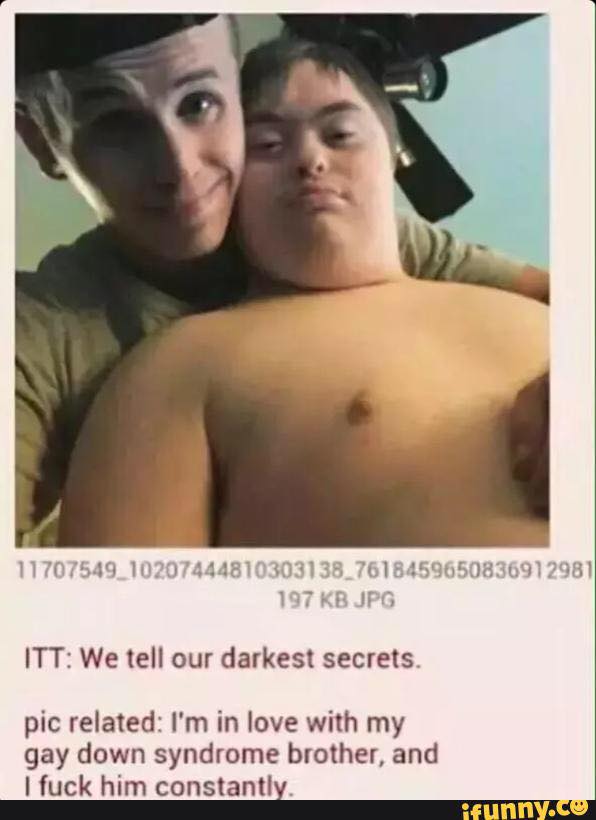 11707549_10207444810303138_7618459650836912981
197 KB JPG
ITT: We tell our darkest secrets.
pic related: I'm in love with my
gay down syndrome brother, and
I fuck him constantly.
ifunny.co